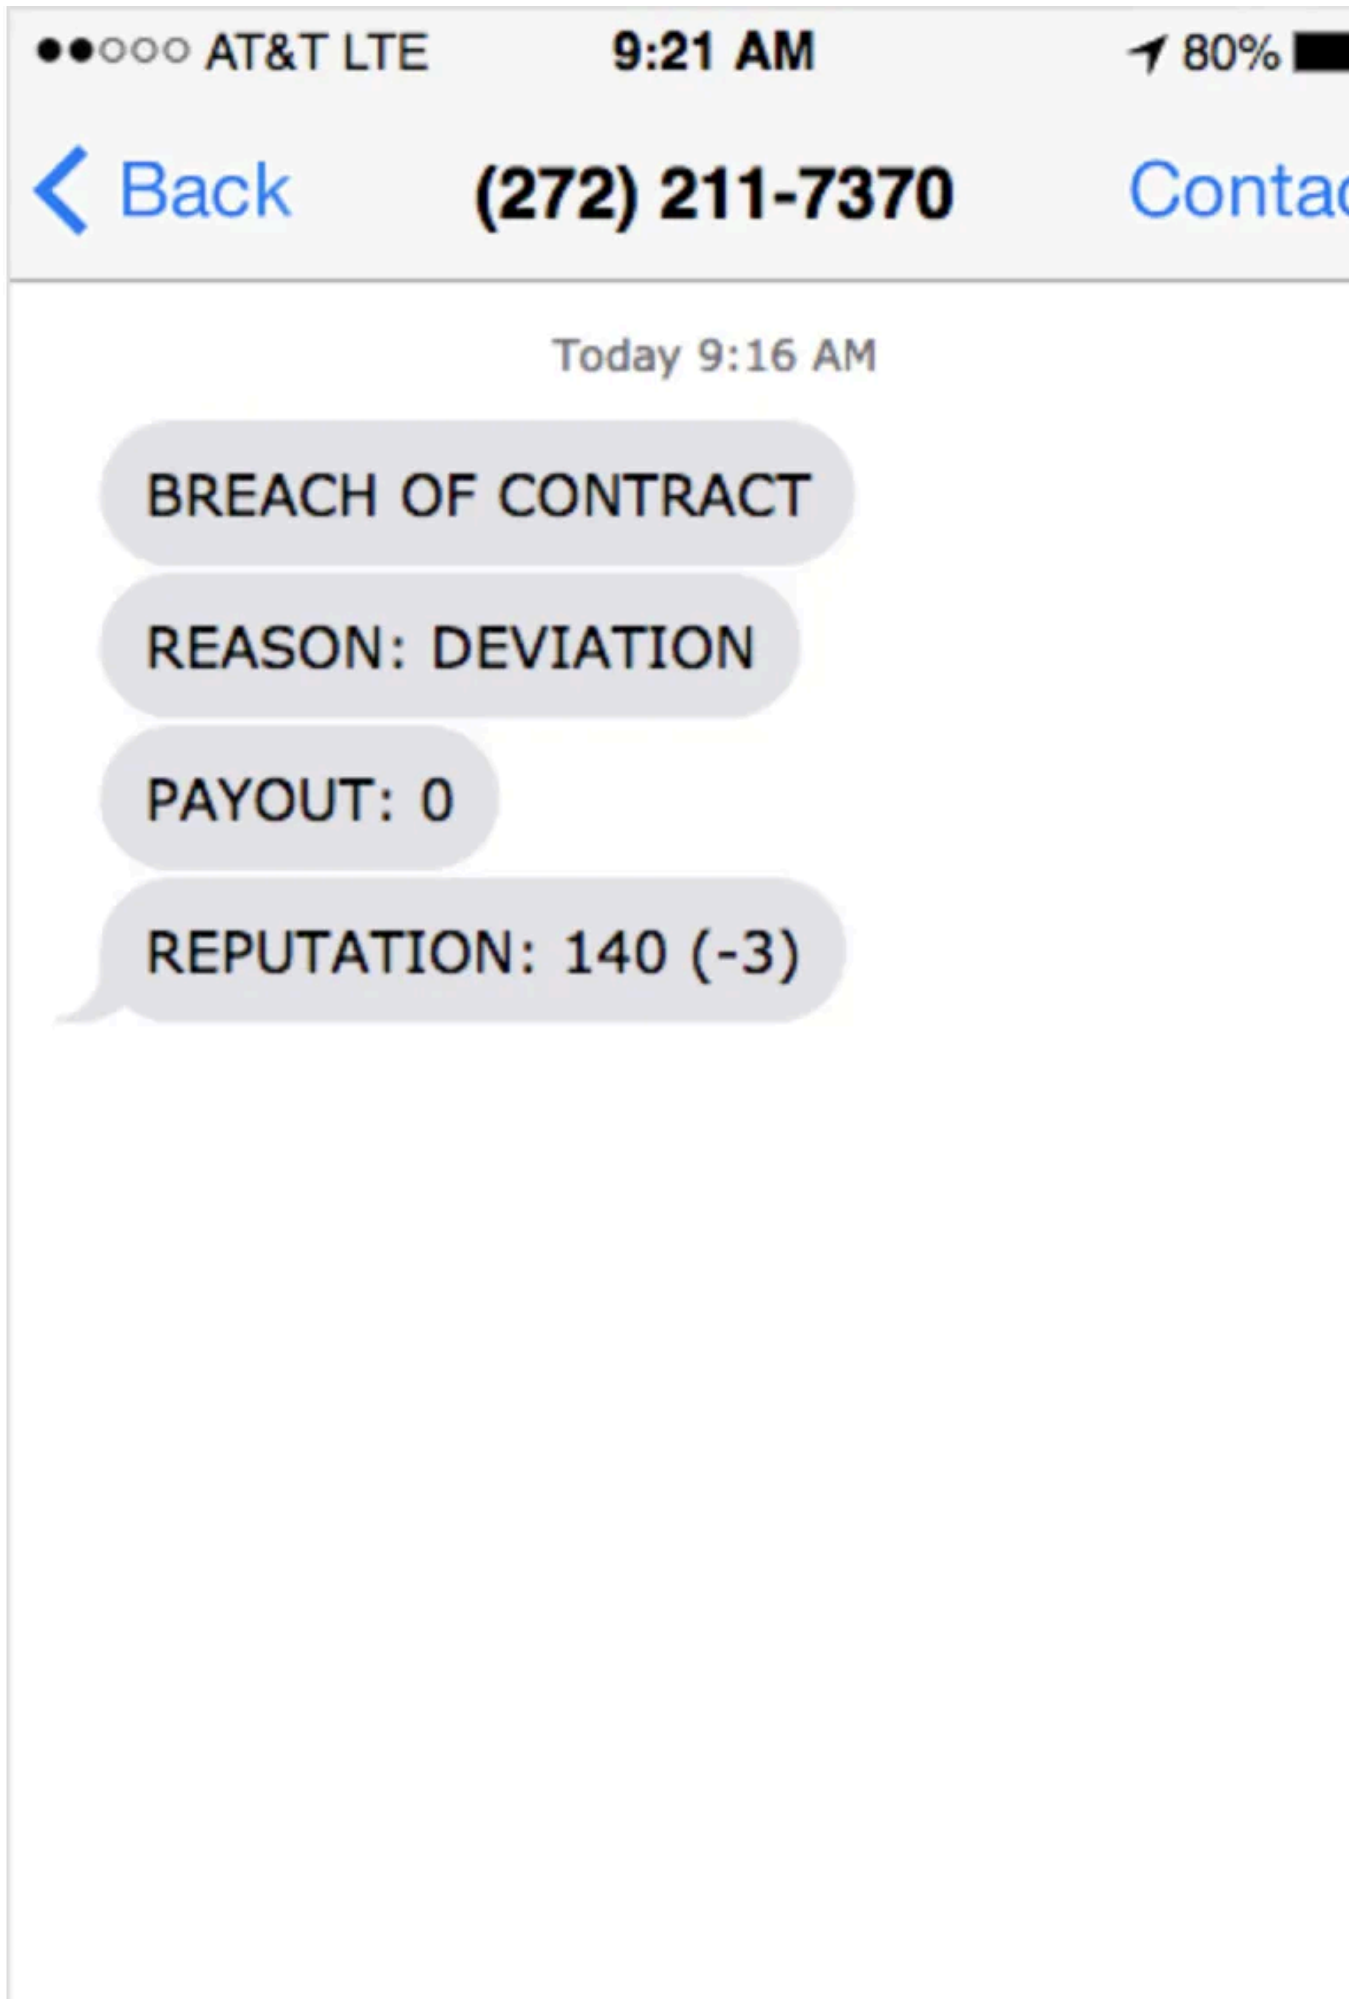 AT&T LTE 9:21 AM 80%
Back (272) 211-7370
Today 9:16 AM
BREACH OF CONTRACT
REASON: DEVIATION
PAYOUT: 0
REPUTATION: 140 (-3)